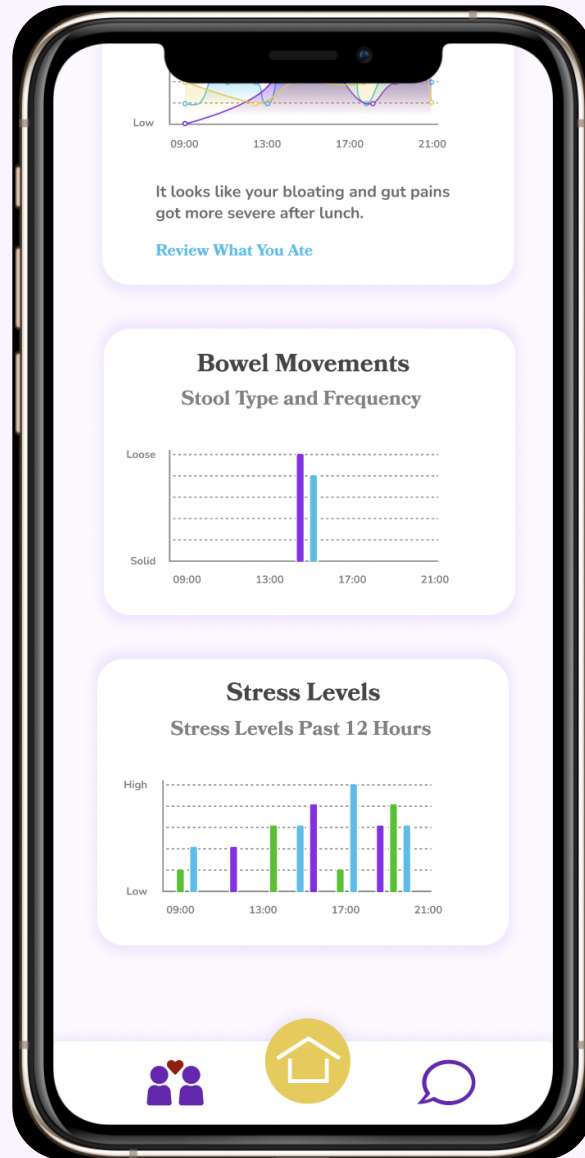 Low
09:00 13:00 17:00 21:00
It looks like your bloating and gut pains
got more severe after lunch.
Review What You Ate
Bowel Movements
Stool Type and Frequency
Loose
Solid
09:00 13:00 17:00 21:00
Stress Levels
Stress Levels Past 12 Hours
High
Low
09:00 13:00 17:00 21:00